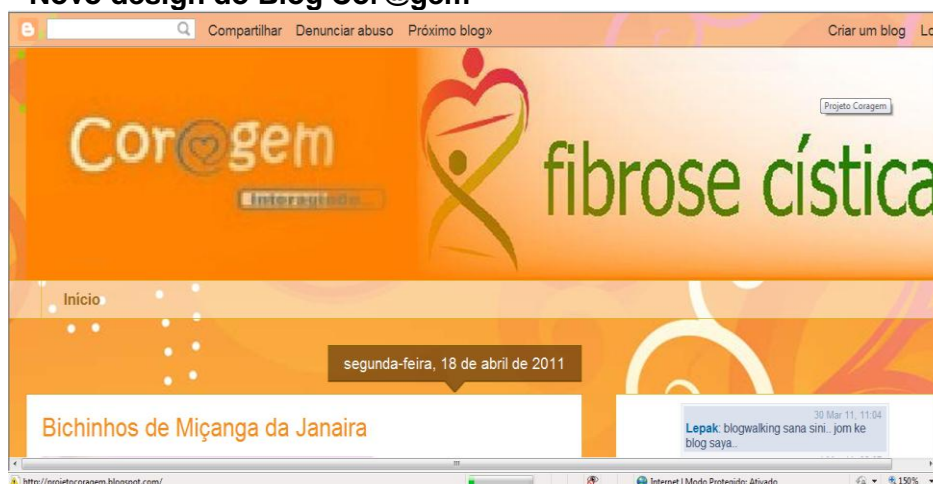 Novo design do Blog Cor@gem
Compartilhar Denunciar abuso Próximo blog» Criar um blog Lo
Projeto Coragem
Cor@gem
Interagindo...
fibrose cística
Início
segunda-feira, 18 de abril de 2011
Bichinhos de Miçanga da Janaira
30 Mar 11, 11:04
Lepak: blogwalking sana sini.. jom ke
blog saya..
http://projetocoragem.blogspot.com/ Internet | Modo Protegido: Ativado 150%